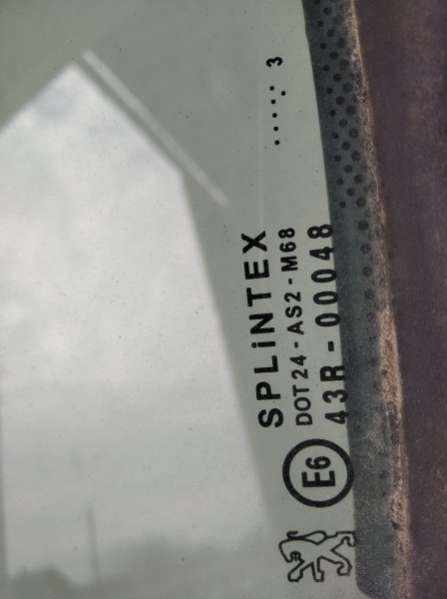 SPLiNTEX
DOT24-AS2-M68
E6
43R-00048
..... 3